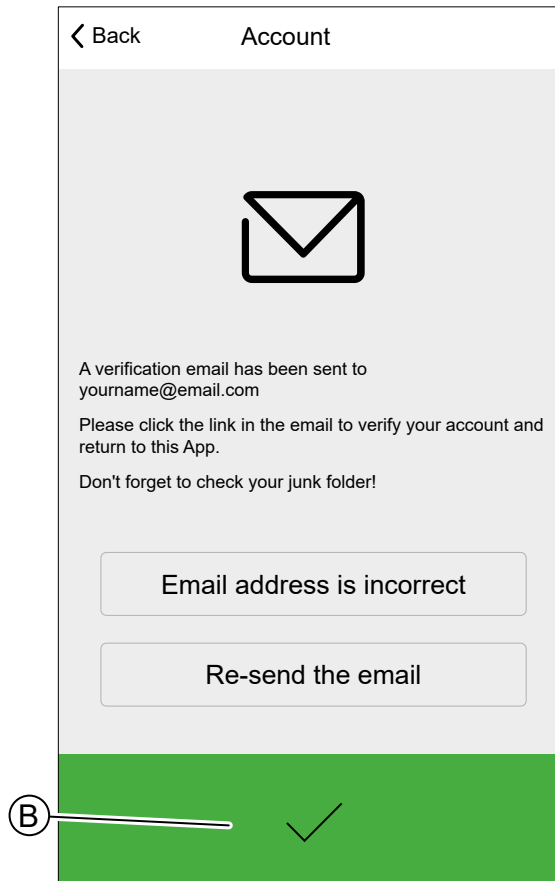 Back Account
A verification email has been sent to
yourname@email.com
Please click the link in the email to verify your account and
return to this App.
Don't forget to check your junk folder!
Email address is incorrect
Re-send the email
B